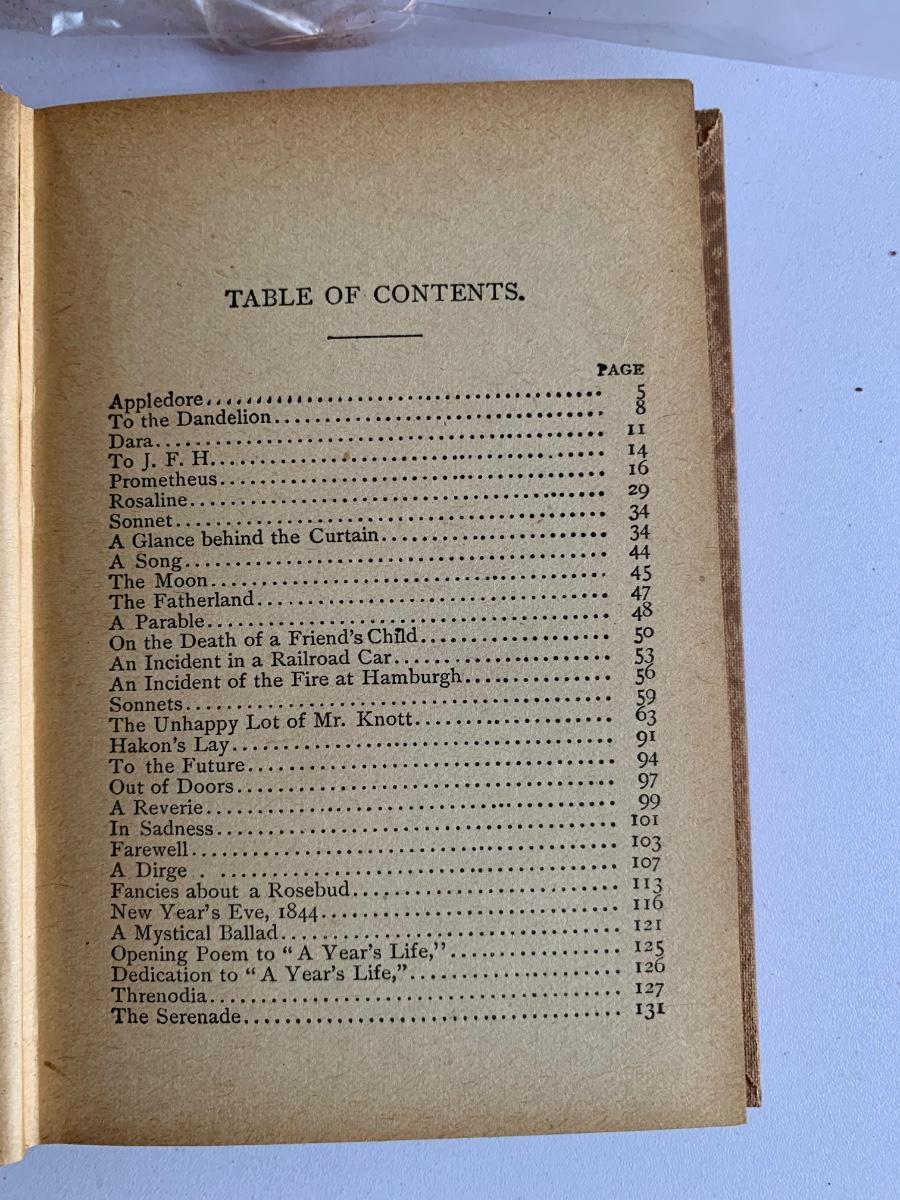 TABLE OF CONTENTS.
PAGE
Appledore 5
To the Dandelion 8
Dara 11
To J. F. H. 14
Prometheus 16
Rosaline 29
Sonnet 34
A Glance behind the Curtain 34
A Song 44
The Moon 45
The Fatherland 47
A Parable 48
On the Death of a Friend's Child 50
An Incident in a Railroad Car 53
An Incident of the Fire at Hamburgh 56
Sonnets 59
The Unhappy Lot of Mr. Knott 63
Hakon's Lay 91
To the Future 94
Out of Doors 97
A Reverie 99
In Sadness 101
Farewell 103
A Dirge 107
Fancies about a Rosebud 113
New Year's Eve, 1844 116
A Mystical Ballad 121
Opening Poem to "A Year's Life," 125
Dedication to "A Year's Life," 126
Threnodia 127
The Serenade 131